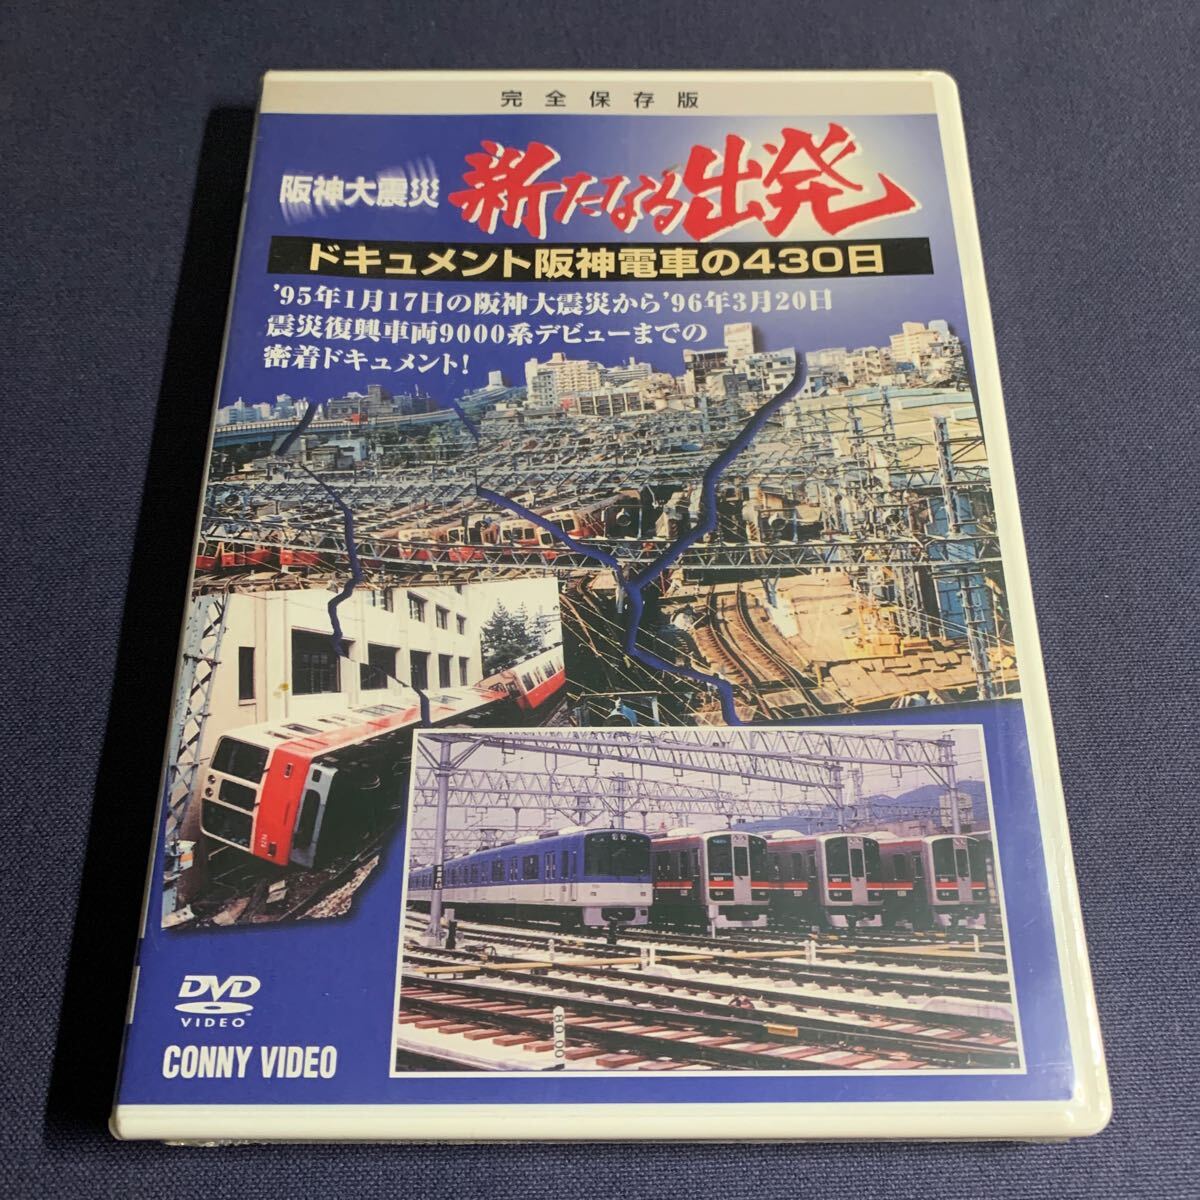 完全保存版
阪神大震災 新たなる出発
ドキュメント阪神電車の430日
'95年1月17日の阪神大震災から'96年3月20日
震災復興車両9000系デビューまでの
密着ドキュメント!
DVD
VIDEO
CONNY VIDEO